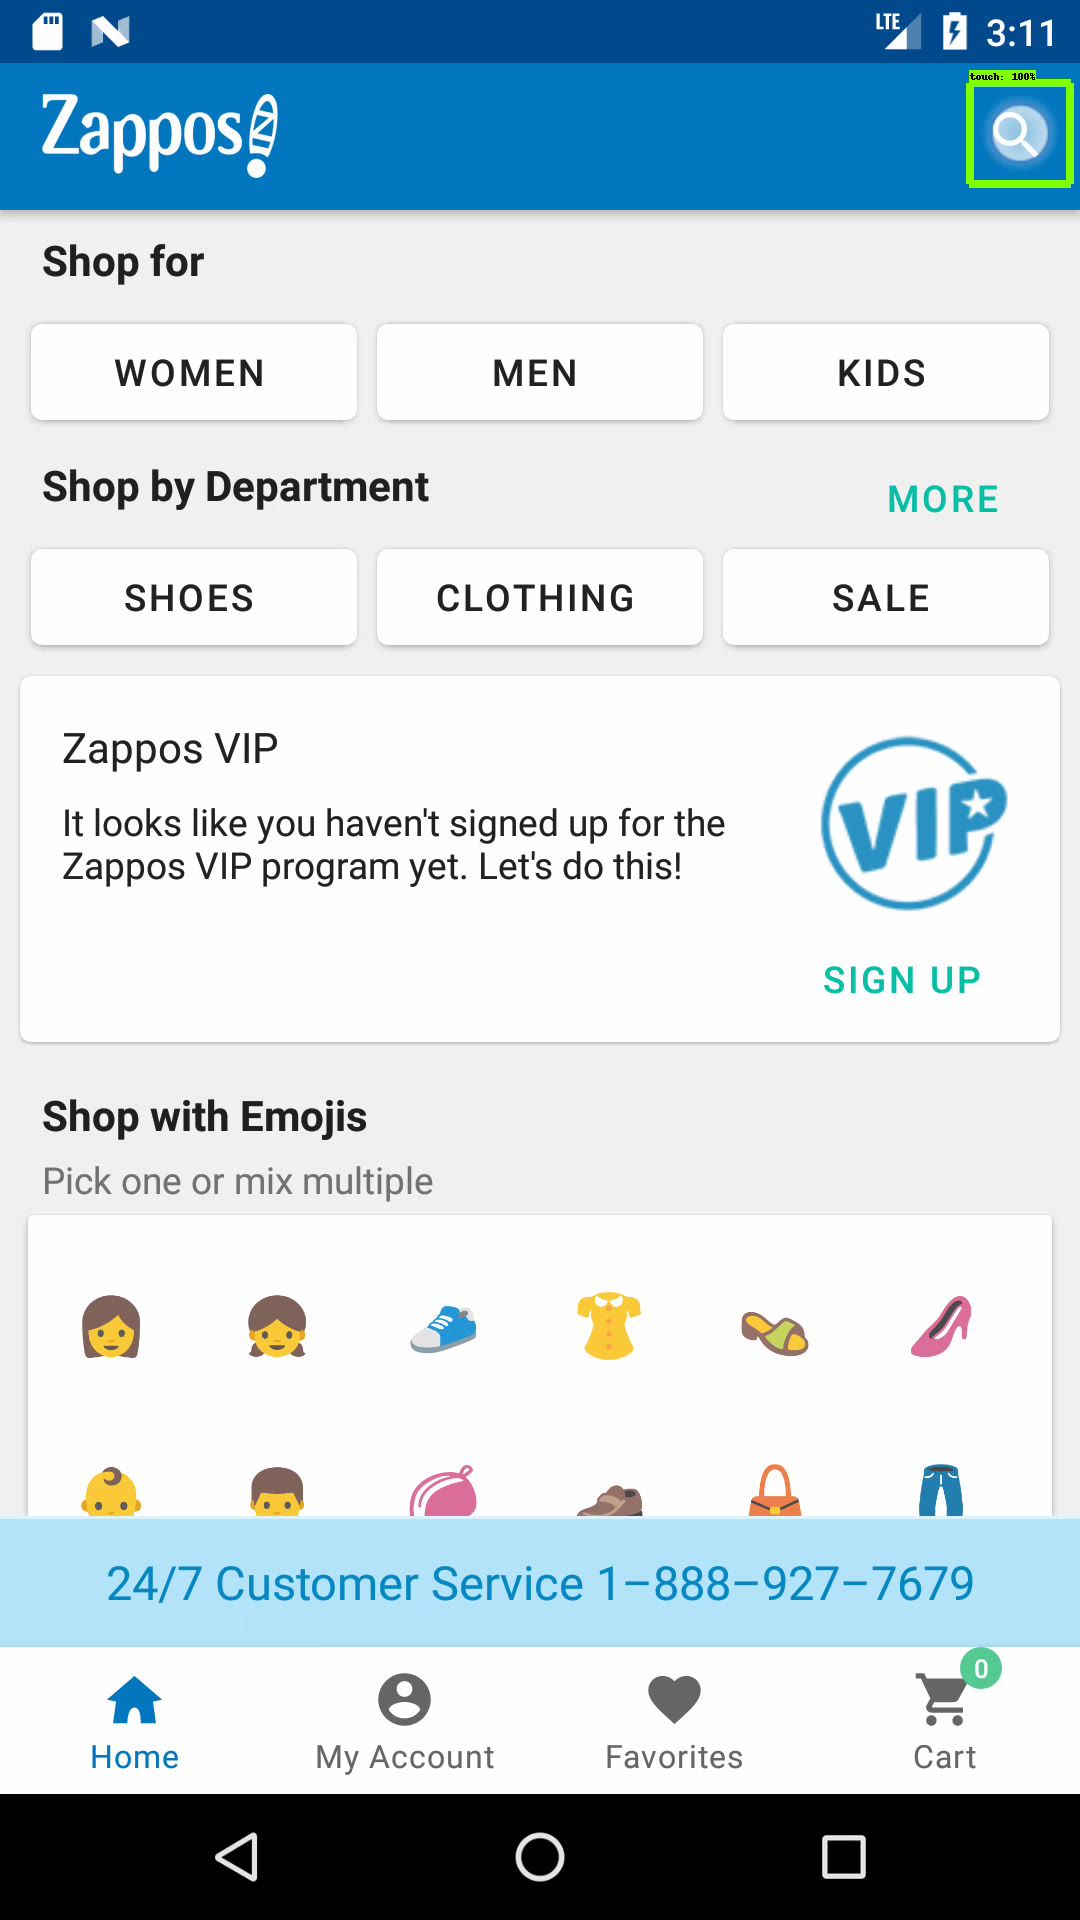 LTE 3:11
touch: 100%
Zappos
Shop for
WOMEN MEN KIDS
Shop by Department MORE
SHOES CLOTHING SALE
Zappos VIP
It looks like you haven't signed up for the
Zappos VIP program yet. Let's do this!
VIP
SIGN UP
Shop with Emojis
Pick one or mix multiple
24/7 Customer Service 1–888–927–7679
0
Home My Account Favorites Cart